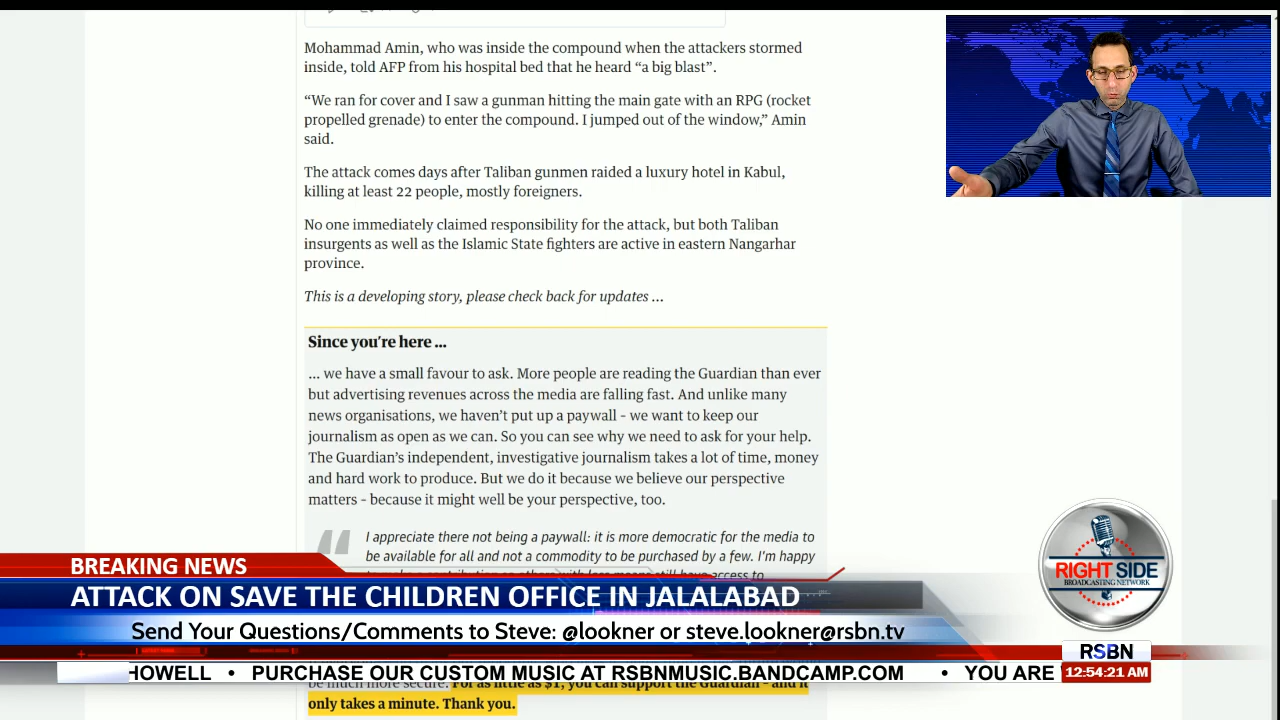 Mohammad Amin, who was inside the compound when the attackers stormed
inside, told AFP from his hospital bed that he heard “a big blast”.
“We ran for cover and I saw a gunman hitting the main gate with an RPG (rocket
propelled grenade) to enter the compound. I jumped out of the window,” Amin
said.
The attack comes days after Taliban gunmen raided a luxury hotel in Kabul,
killing at least 22 people, mostly foreigners.
No one immediately claimed responsibility for the attack, but both Taliban
insurgents as well as the Islamic State fighters are active in eastern Nangarhar
province.
This is a developing story, please check back for updates ...
Since you’re here ...
... we have a small favour to ask. More people are reading the Guardian than ever
but advertising revenues across the media are falling fast. And unlike many
news organisations, we haven’t put up a paywall – we want to keep our
journalism as open as we can. So you can see why we need to ask for your help.
The Guardian’s independent, investigative journalism takes a lot of time, money
and hard work to produce. But we do it because we believe our perspective
matters – because it might well be your perspective, too.
“ I appreciate there not being a paywall: it is more democratic for the media to
be available for all and not a commodity to be purchased by a few. I’m happy
BREAKING NEWS
ATTACK ON SAVE THE CHILDREN OFFICE IN JALALABAD
Send Your Questions/Comments to Steve: @lookner or steve.lookner@rsbn.tv
RIGHT SIDE
BROADCASTING NETWORK
RSBN
12:54:21 AM
HOWELL • PURCHASE OUR CUSTOM MUSIC AT RSBNMUSIC.BANDCAMP.COM • YOU ARE
be much more secure. For as little as $1, you can support the Guardian – and it
only takes a minute. Thank you.